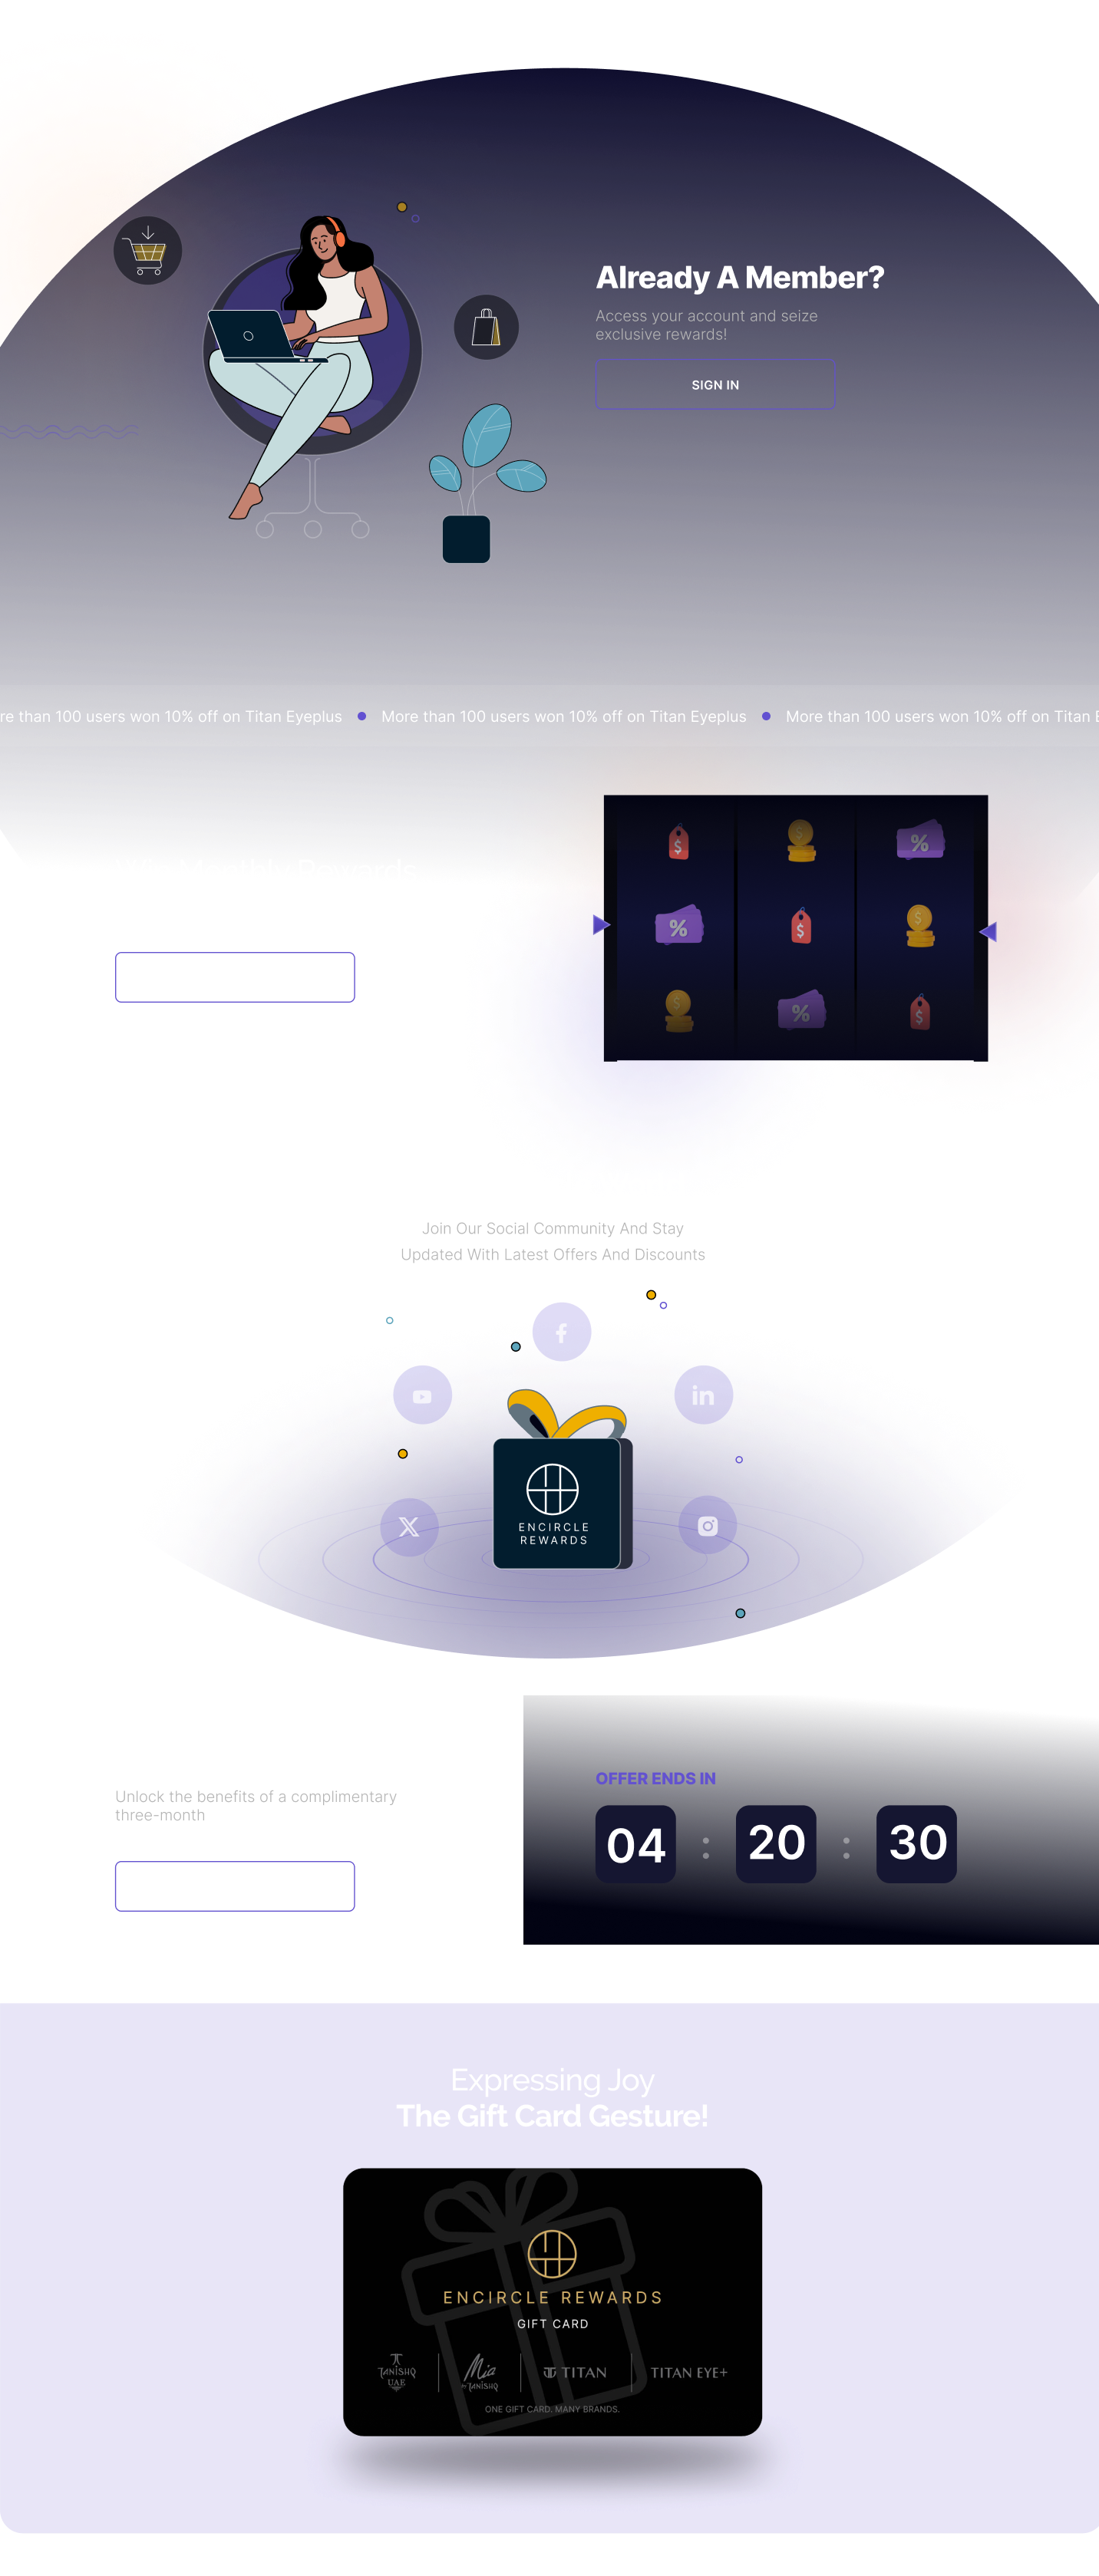 Already A Member?
Access your account and seize
exclusive rewards!
SIGN IN
re than 100 users won 10% off on Titan Eyeplus
More than 100 users won 10% off on Titan Eyeplus
More than 100 users won 10% off on Titan E
Monthly Rewards
$
$
%
%
$
$
$
%
$
Join Our Social Community And Stay
Updated With Latest Offers And Discounts
ENCIRCLE
REWARDS
Unlock the benefits of a complimentary
three-month
OFFER ENDS IN
04 : 20 : 30
Expressing Joy
The Gift Card Gesture!
ENCIRCLE REWARDS
GIFT CARD
TANISHQ
UAE
Mia
BY TANISHQ
TITAN
TITAN EYE+
ONE GIFT CARD. MANY BRANDS.